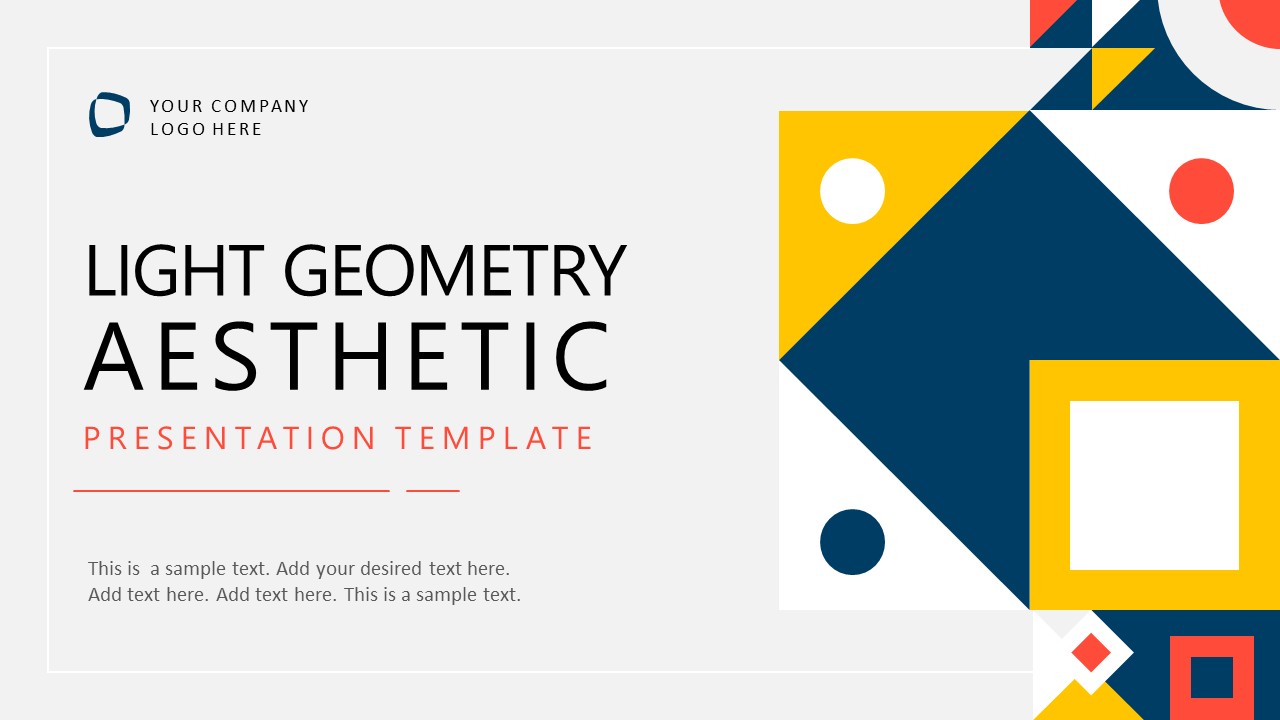 YOUR COMPANY
LOGO HERE
LIGHT GEOMETRY
AESTHETIC
PRESENTATION TEMPLATE
This is  a sample text. Add your desired text here.
Add text here. Add text here. This is a sample text.